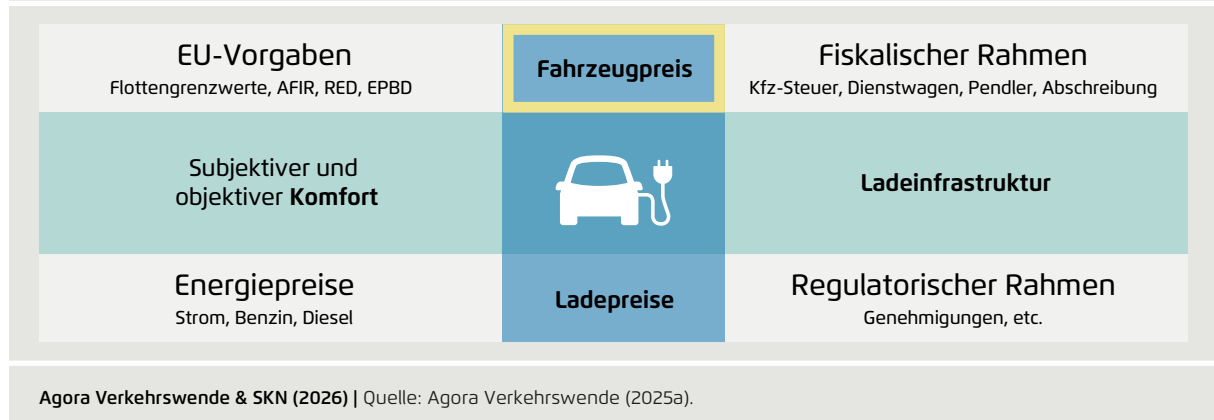 EU-Vorgaben
Flottengrenzwerte, AFIR, RED, EPBD
Fahrzeugpreis
Fiskalischer Rahmen
Kfz-Steuer, Dienstwagen, Pendler, Abschreibung
Subjektiver und
objektiver Komfort
Ladeinfrastruktur
Energiepreise
Strom, Benzin, Diesel
Ladepreise
Regulatorischer Rahmen
Genehmigungen, etc.
Agora Verkehrswende & SKN (2026) | Quelle: Agora Verkehrswende (2025a).